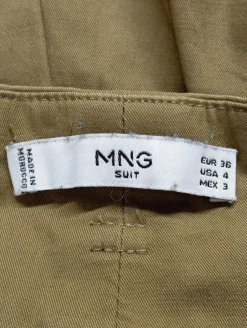 MADE IN
MOROCCO
MNG
SUIT
EUR 36
USA 4
MEX 3